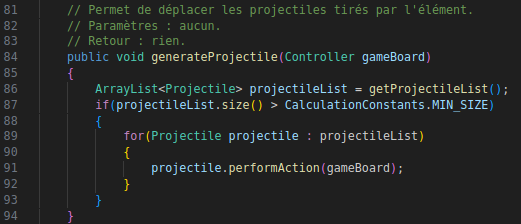 81 // Permet de déplacer les projectiles tirés par l'élément.
82 // Paramètres : aucun.
83 // Retour : rien.
84 public void generateProjectile(Controller gameBoard)
85 {
86 ArrayList<Projectile> projectileList = getProjectileList();
87 if(projectileList.size() > CalculationConstants.MIN_SIZE)
88 {
89 for(Projectile projectile : projectileList)
90 {
91 projectile.performAction(gameBoard);
92 }
93 }
94 }